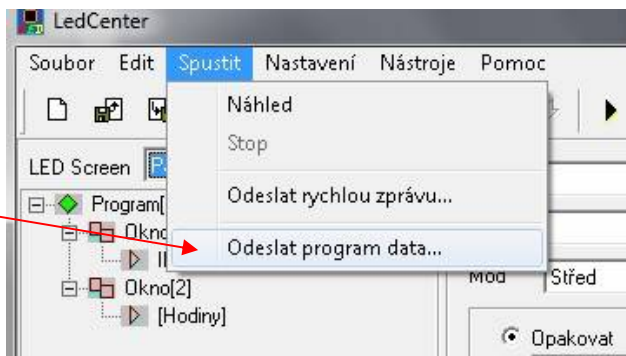 LedCenter
Soubor Edit Spustit Nastavení Nástroje Pomoc
Náhled
Stop
LED Screen
Odeslat rychlou zprávu...
Program[
Odeslat program data...
Okno[2]
Mód Střed
[Hodiny]
Opakovat